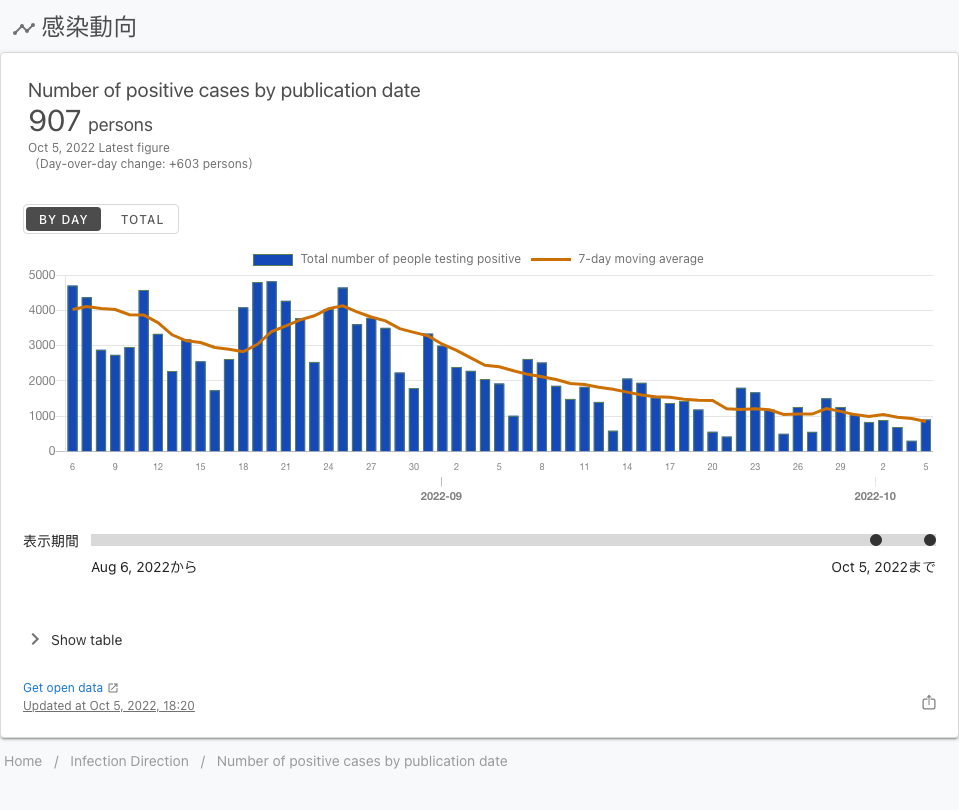 感染動向
Number of positive cases by publication date
907 persons
Oct 5, 2022 Latest figure
(Day-over-day change: +603 persons)
BY DAY TOTAL
Total number of people testing positive 7-day moving average
5000
4000
3000
2000
1000
0
6 9 12 15 18 21 24 27 30 2 5 8 11 14 17 20 23 26 29 2 5
2022-09 2022-10
表示期間
Aug 6, 2022から Oct 5, 2022まで
Show table
Get open data
Updated at Oct 5, 2022, 18:20
Home / Infection Direction / Number of positive cases by publication date